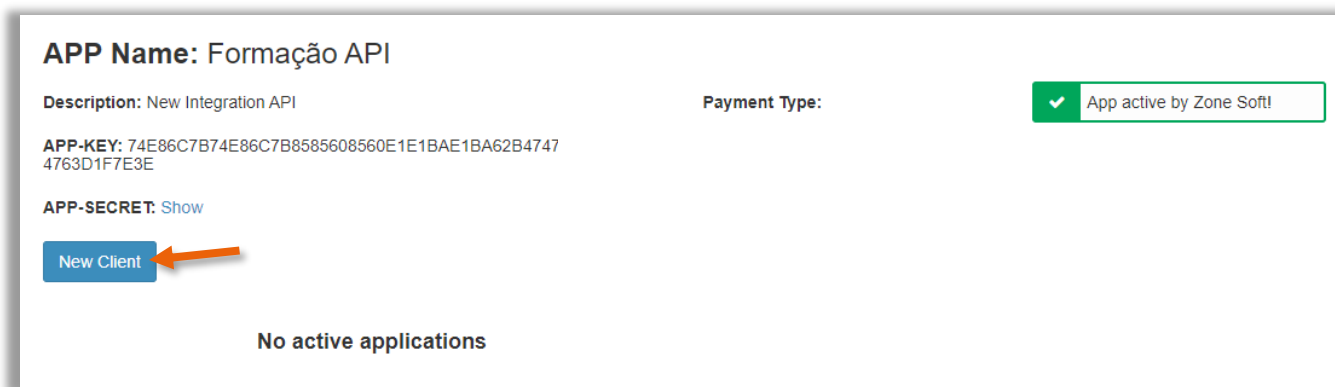 APP Name: Formação API
Description: New Integration API
Payment Type:
App active by Zone Soft!
APP-KEY: 74E86C7B74E86C7B8585608560E1E1BAE1BA62B4747
4763D1F7E3E
APP-SECRET: Show
New Client
No active applications